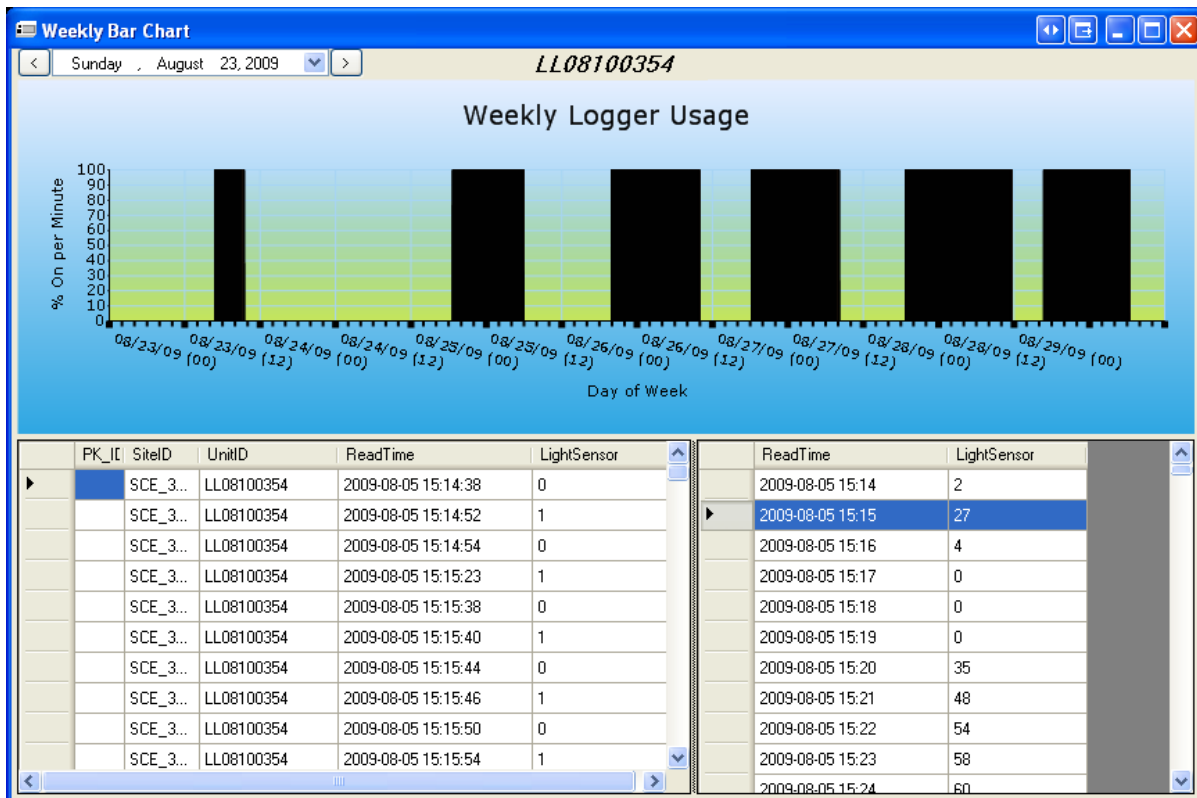 Weekly Bar Chart
< Sunday , August 23, 2009 > LL08100354
Weekly Logger Usage
% On per Minute
100
90
80
70
60
50
40
30
20
10
0
08/23/09 (00)
08/23/09 (12)
08/24/09 (00)
08/24/09 (12)
08/25/09 (00)
08/25/09 (12)
08/26/09 (00)
08/26/09 (12)
08/27/09 (00)
08/27/09 (12)
08/28/09 (00)
08/28/09 (12)
08/29/09 (00)
Day of Week
PK_ID SiteID UnitID ReadTime LightSensor
SCE_3... LL08100354 2009-08-05 15:14:38 0
SCE_3... LL08100354 2009-08-05 15:14:52 1
SCE_3... LL08100354 2009-08-05 15:14:54 0
SCE_3... LL08100354 2009-08-05 15:15:23 1
SCE_3... LL08100354 2009-08-05 15:15:38 0
SCE_3... LL08100354 2009-08-05 15:15:40 1
SCE_3... LL08100354 2009-08-05 15:15:44 0
SCE_3... LL08100354 2009-08-05 15:15:46 1
SCE_3... LL08100354 2009-08-05 15:15:50 0
SCE_3... LL08100354 2009-08-05 15:15:54 1
ReadTime LightSensor
2009-08-05 15:14 2
2009-08-05 15:15 27
2009-08-05 15:16 4
2009-08-05 15:17 0
2009-08-05 15:18 0
2009-08-05 15:19 0
2009-08-05 15:20 35
2009-08-05 15:21 48
2009-08-05 15:22 54
2009-08-05 15:23 58
2009-08-05 15:24 60